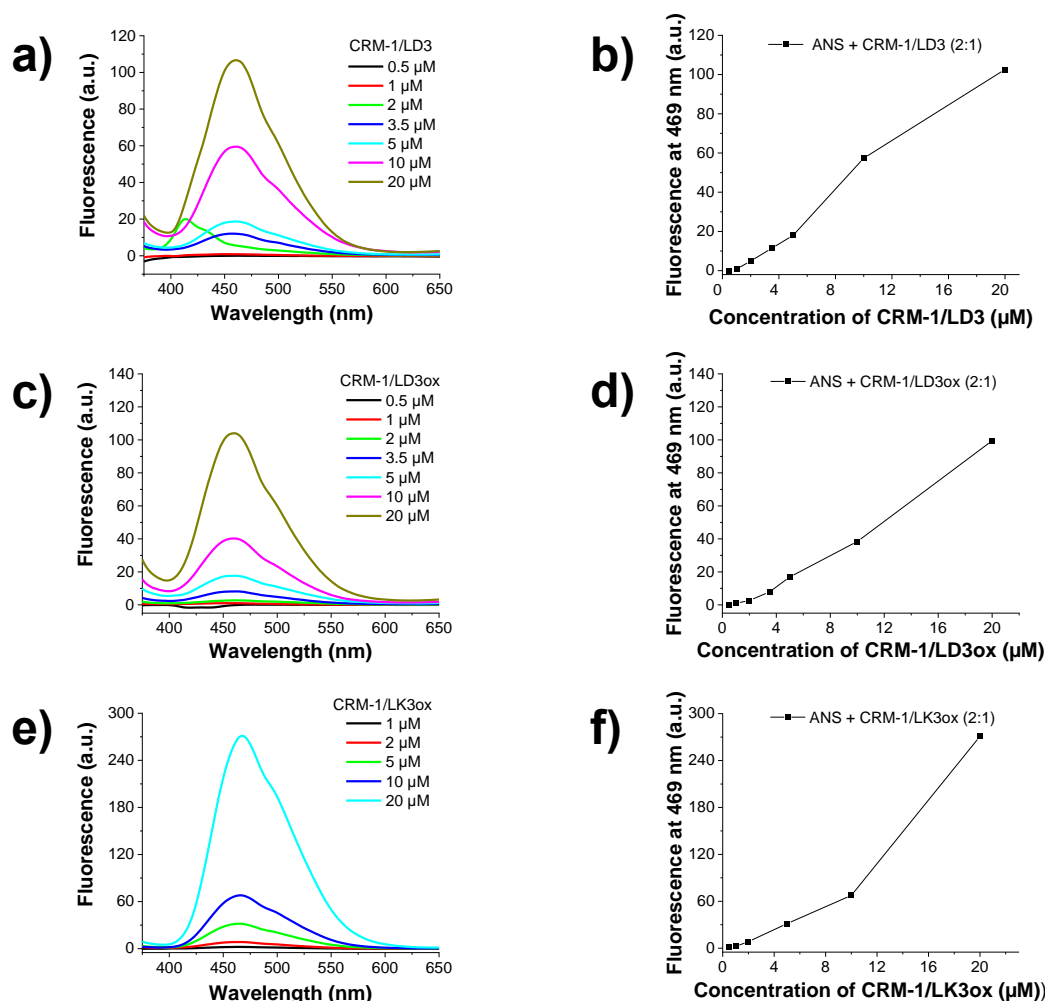 a)
CRM-1/LD3
0.5 µM
1 µM
2 µM
3.5 µM
5 µM
10 µM
20 µM
Fluorescence (a.u.)
120
100
80
60
40
20
0
400 450 500 550 600 650
Wavelength (nm)
b)
ANS + CRM-1/LD3 (2:1)
Fluorescence at 469 nm (a.u.)
120
100
80
60
40
20
0
0 4 8 12 16 20
Concentration of CRM-1/LD3 (µM)
c)
CRM-1/LD3ox
0.5 µM
1 µM
2 µM
3.5 µM
5 µM
10 µM
20 µM
Fluorescence (a.u.)
140
120
100
80
60
40
20
0
400 450 500 550 600 650
Wavelength (nm)
d)
ANS + CRM-1/LD3ox (2:1)
Fluorescence at 469 nm (a.u.)
140
120
100
80
60
40
20
0
0 4 8 12 16 20
Concentration of CRM-1/LD3ox (µM)
e)
CRM-1/LK3ox
1 µM
2 µM
5 µM
10 µM
20 µM
Fluorescence (a.u.)
300
240
180
120
60
0
400 450 500 550 600 650
Wavelength (nm)
f)
ANS + CRM-1/LK3ox (2:1)
Fluorescence at 469 nm (a.u.)
300
240
180
120
60
0
0 4 8 12 16 20
Concentration of CRM-1/LK3ox (µM))